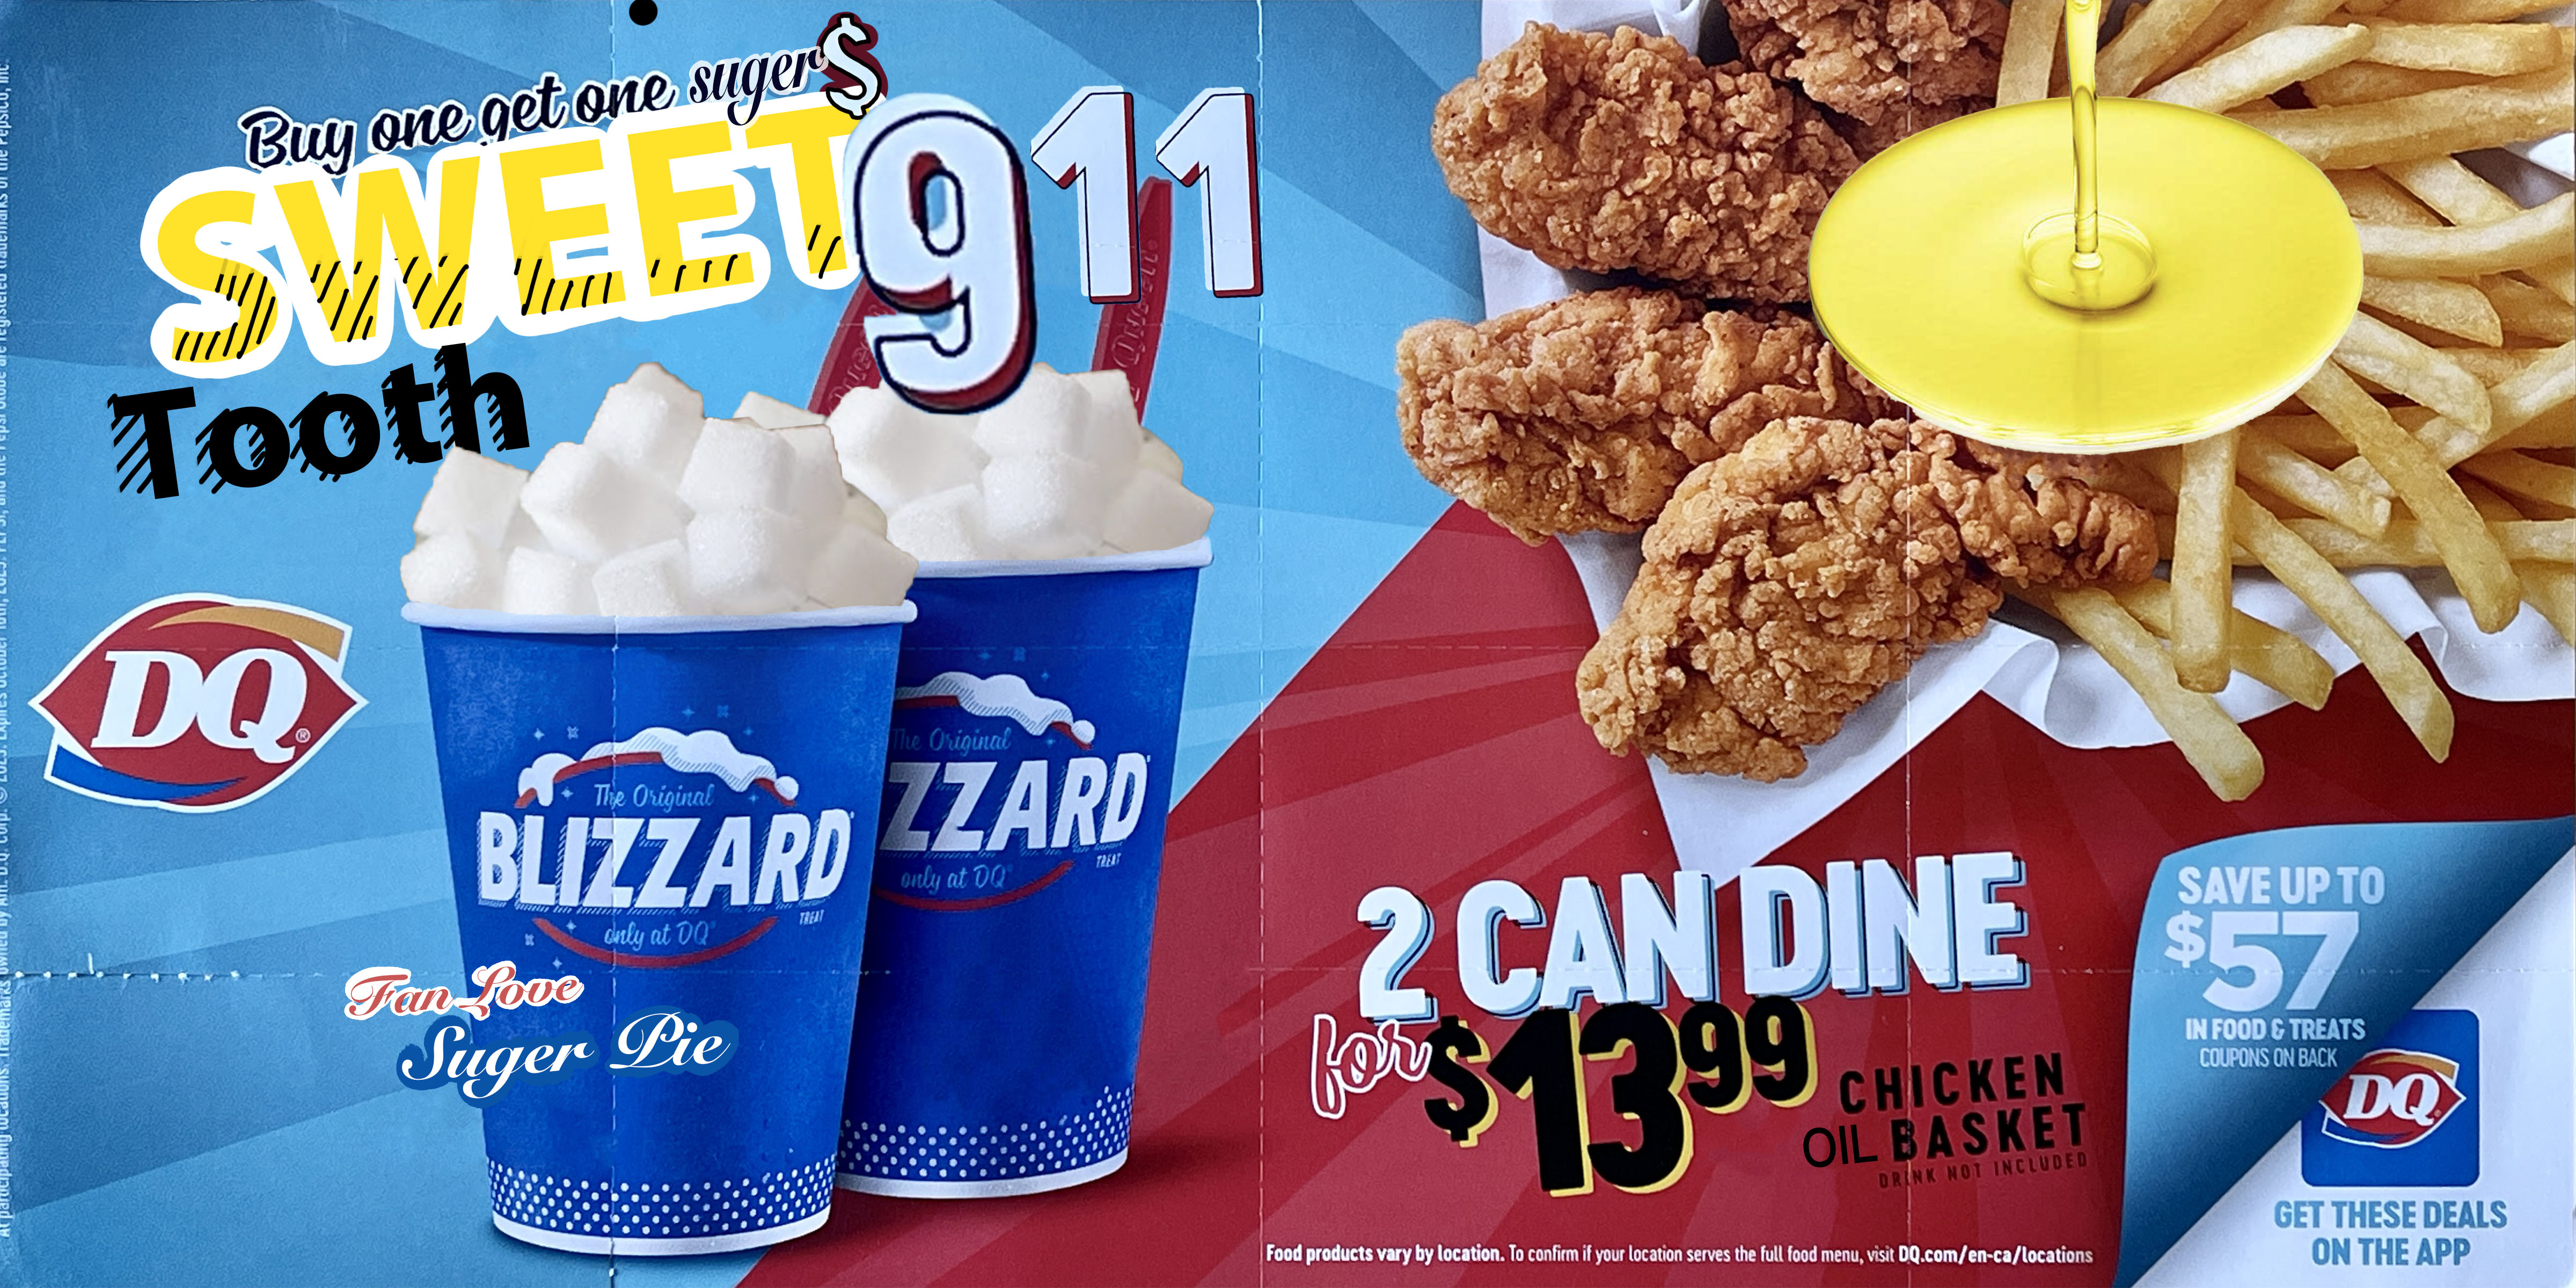 Buy one get one suger$
SWEET
911
Tooth
DQ®
The Original
BLIZZARD®
TREAT
only at DQ®
The Original
ZZARD®
TREAT
only at DQ®
Fan Love
Suger Pie
2 CAN DINE
for $13 99
CHICKEN
OIL BASKET
DRINK NOT INCLUDED
SAVE UP TO
$57
IN FOOD & TREATS
COUPONS ON BACK
DQ®
GET THESE DEALS
ON THE APP
Food products vary by location. To confirm if your location serves the full food menu, visit DQ.com/en-ca/locations